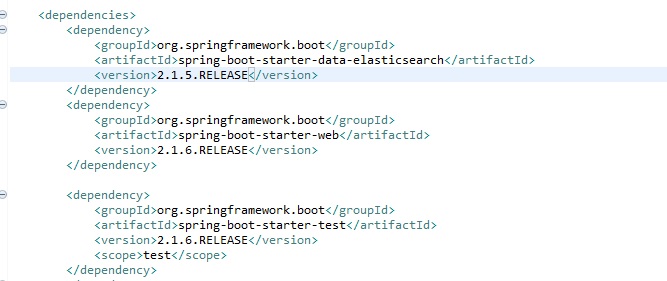 <dependencies>
<dependency>
<groupId>org.springframework.boot</groupId>
<artifactId>spring-boot-starter-data-elasticsearch</artifactId>
<version>2.1.5.RELEASE</version>
</dependency>
<dependency>
<groupId>org.springframework.boot</groupId>
<artifactId>spring-boot-starter-web</artifactId>
<version>2.1.6.RELEASE</version>
</dependency>
<dependency>
<groupId>org.springframework.boot</groupId>
<artifactId>spring-boot-starter-test</artifactId>
<version>2.1.6.RELEASE</version>
<scope>test</scope>
</dependency>